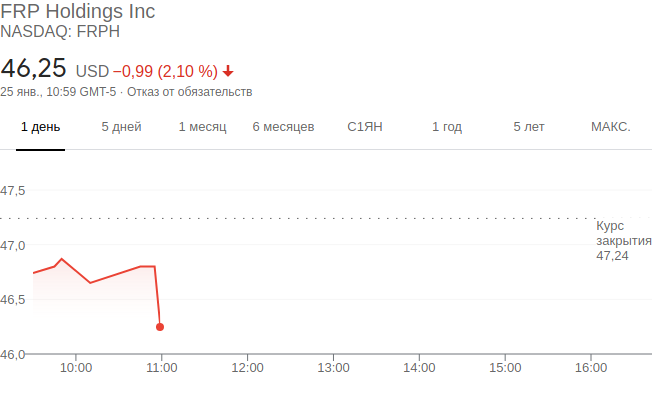 FRP Holdings Inc
NASDAQ: FRPH
46,25 USD −0,99 (2,10 %)
25 янв., 10:59 GMT-5 · Отказ от обязательств
1 день 5 дней 1 месяц 6 месяцев С1ЯН 1 год 5 лет МАКС.
47,5
Курс
закрытия
47,24
47,0
46,5
46,0
10:00 11:00 12:00 13:00 14:00 15:00 16:00